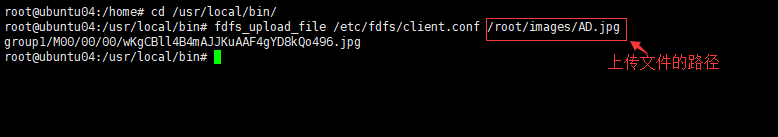 root@ubuntu04:/home# cd /usr/local/bin/
root@ubuntu04:/usr/local/bin# fdfs_upload_file /etc/fdfs/client.conf /root/images/AD.jpg
group1/M00/00/00/wKgCBll4B4mAJJKuAAF4gYD8kQo496.jpg
root@ubuntu04:/usr/local/bin#
上传文件的路径